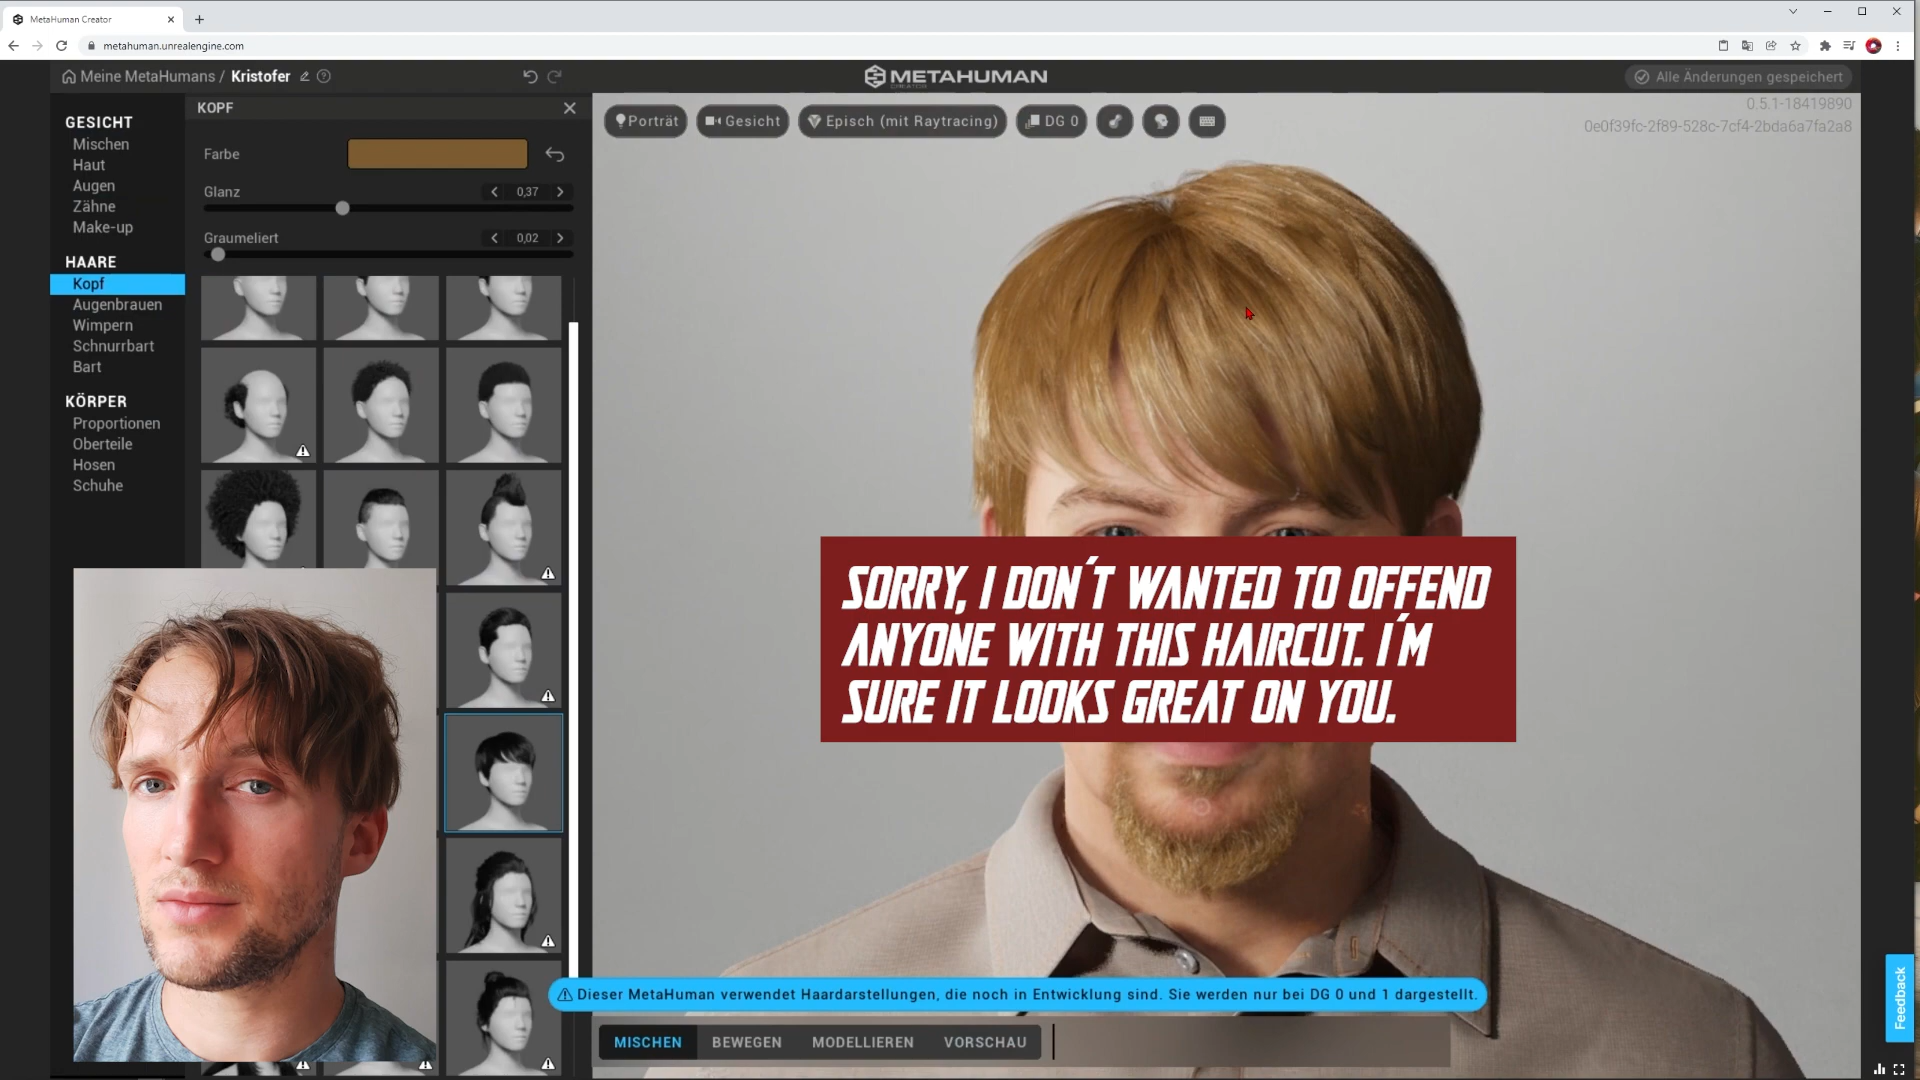 MetaHuman Creator
metahuman.unrealengine.com
Meine MetaHumans / Kristofer
METAHUMAN
CREATOR
Alle Änderungen gespeichert
0.5.1-18419890
0e0f39fc-2f89-528c-7cf4-2bda6a7fa2a8
GESICHT
Mischen
Haut
Augen
Zähne
Make-up
HAARE
Kopf
Augenbrauen
Wimpern
Schnurrbart
Bart
KÖRPER
Proportionen
Oberteile
Hosen
Schuhe
KOPF
Farbe
Glanz
0,37
Graumeliert
0,02
Porträt
Gesicht
Episch (mit Raytracing)
DG 0
SORRY, I DON´T WANTED TO OFFEND
ANYONE WITH THIS HAIRCUT. I´M
SURE IT LOOKS GREAT ON YOU.
Dieser MetaHuman verwendet Haardarstellungen, die noch in Entwicklung sind. Sie werden nur bei DG 0 und 1 dargestellt.
MISCHEN
BEWEGEN
MODELLIEREN
VORSCHAU
Feedback